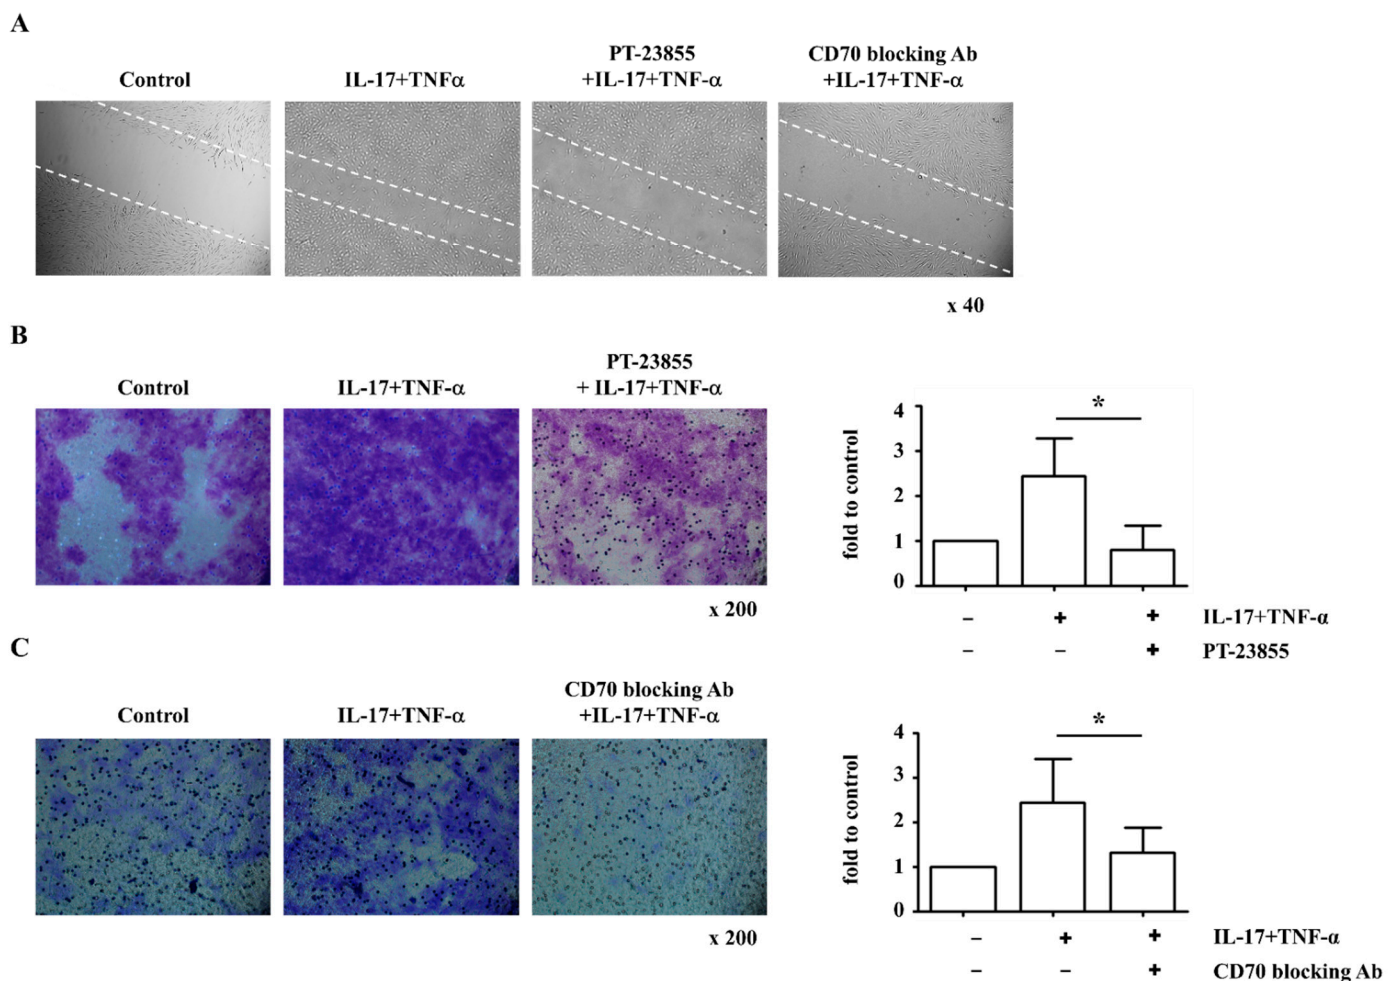 A
Control
IL-17+TNFα
PT-23855
+IL-17+TNF-α
CD70 blocking Ab
+IL-17+TNF-α
x 40
B
Control
IL-17+TNF-α
PT-23855
+ IL-17+TNF-α
x 200
fold to control
4
3
2
1
0
*
– + + IL-17+TNF-α
– – + PT-23855
C
Control
IL-17+TNF-α
CD70 blocking Ab
+IL-17+TNF-α
x 200
fold to control
4
3
2
1
0
*
– + + IL-17+TNF-α
– – + CD70 blocking Ab